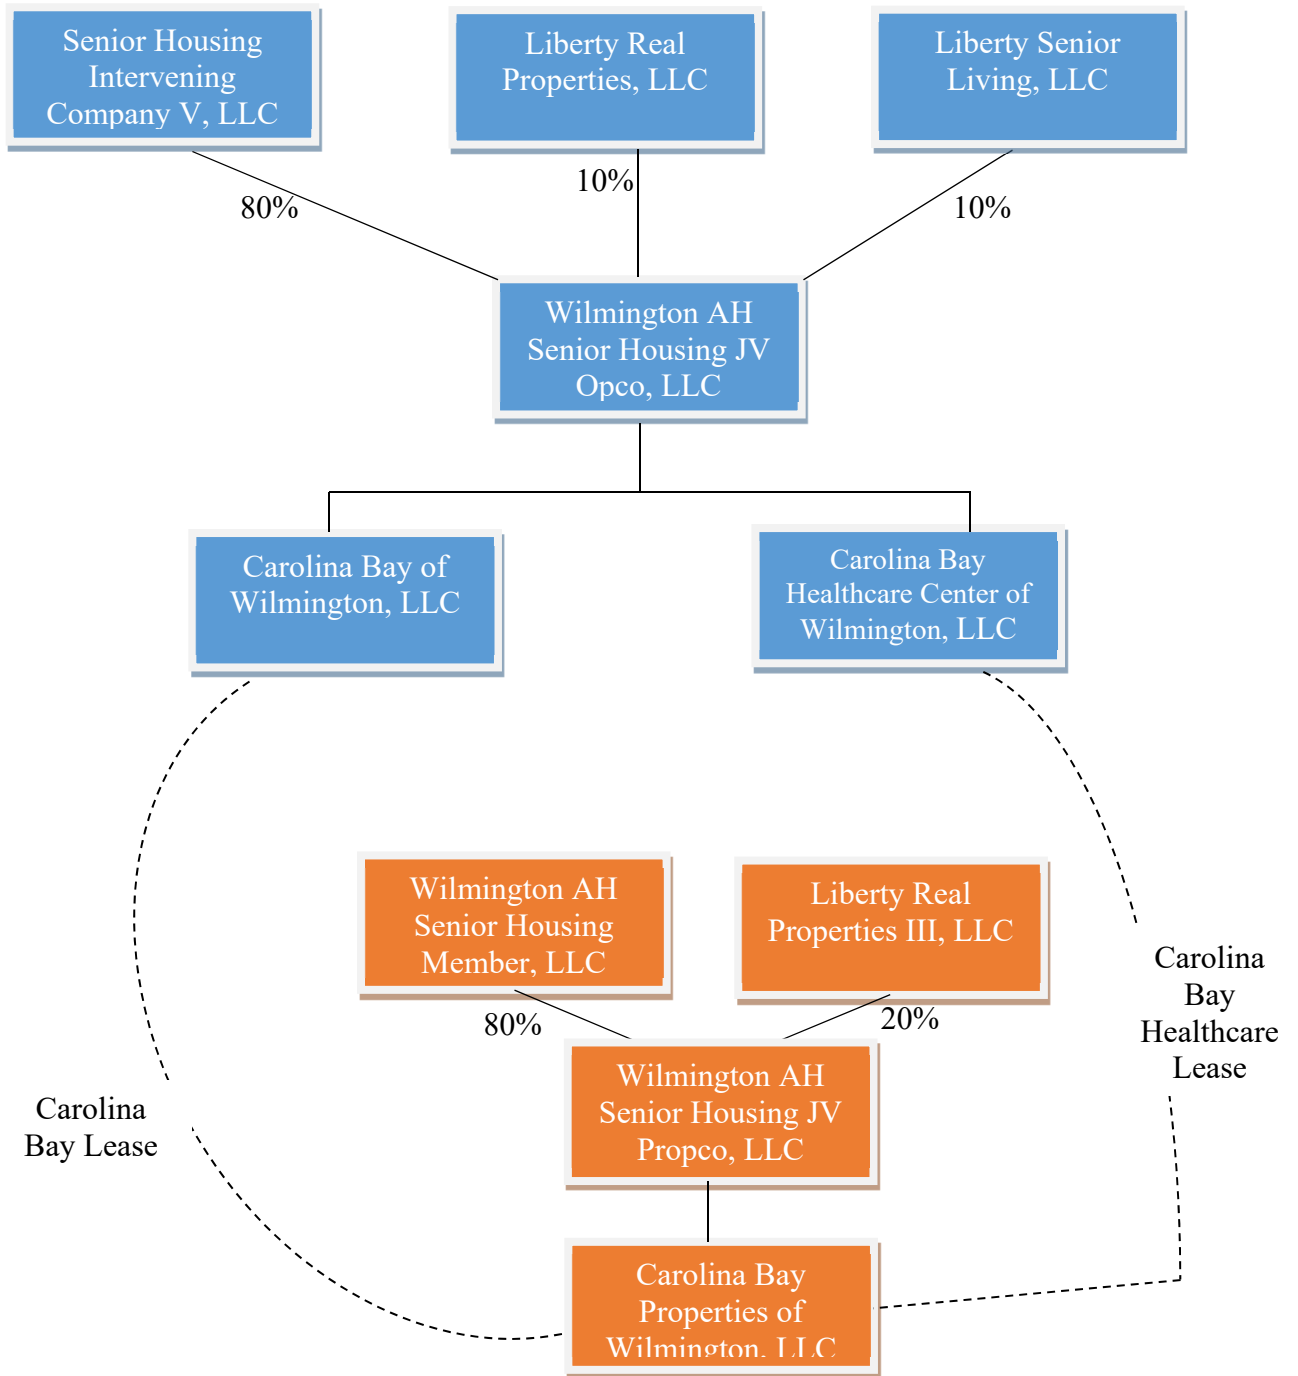 Senior Housing
Intervening
Company V, LLC
Liberty Real
Properties, LLC
Liberty Senior
Living, LLC
80%
10%
10%
Wilmington AH
Senior Housing JV
Opco, LLC
Carolina Bay of
Wilmington, LLC
Carolina Bay
Healthcare Center of
Wilmington, LLC
Wilmington AH
Senior Housing
Member, LLC
Liberty Real
Properties III, LLC
80%
20%
Carolina
Bay
Healthcare
Lease
Wilmington AH
Senior Housing JV
Propco, LLC
Carolina
Bay Lease
Carolina Bay
Properties of
Wilmington, LLC